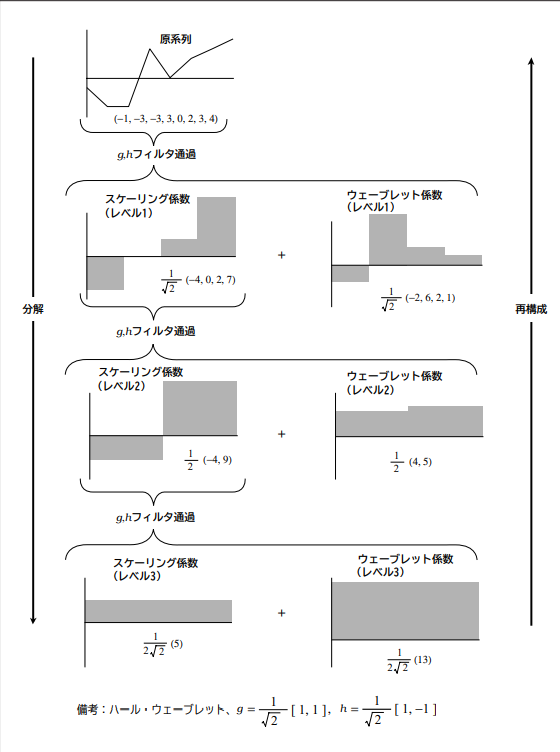 原系列
(−1, −3, −3, 3, 0, 2, 3, 4)
g,hフィルタ通過
スケーリング係数
(レベル1)
1/√2 (−4, 0, 2, 7)
+
ウェーブレット係数
(レベル1)
1/√2 (−2, 6, 2, 1)
分解
再構成
g,hフィルタ通過
スケーリング係数
(レベル2)
1/2 (−4, 9)
+
ウェーブレット係数
(レベル2)
1/2 (4, 5)
g,hフィルタ通過
スケーリング係数
(レベル3)
1/2√2 (5)
+
ウェーブレット係数
(レベル3)
1/2√2 (13)
備考：ハール・ウェーブレット、g = 1/√2 [ 1, 1 ], h = 1/√2 [ 1, −1 ]